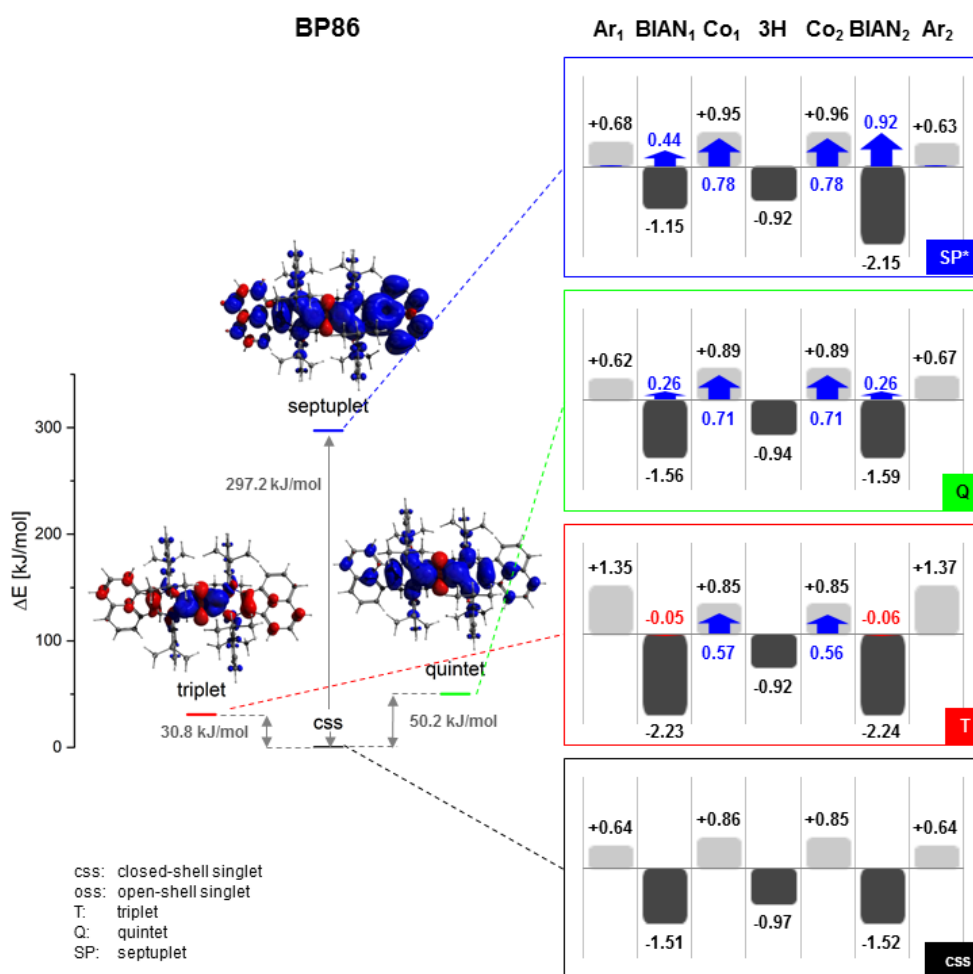 BP86
Ar1 BIAN1 Co1 3H Co2 BIAN2 Ar2
+0.68 0.44 +0.95 +0.96 0.92 +0.63
0.78 0.78
-1.15 -0.92 -2.15
SP*
+0.62 0.26 +0.89 +0.89 0.26 +0.67
0.71 0.71
-1.56 -0.94 -1.59
Q
+1.35 -0.05 +0.85 +0.85 -0.06 +1.37
0.57 0.56
-0.92
-2.23 -2.24
T
+0.64 +0.86 +0.85 +0.64
-0.97
-1.51 -1.52
css
ΔE [kJ/mol]
300
200
100
0
septuplet
297.2 kJ/mol
triplet
30.8 kJ/mol
css
quintet
50.2 kJ/mol
css: closed-shell singlet
oss: open-shell singlet
T: triplet
Q: quintet
SP: septuplet